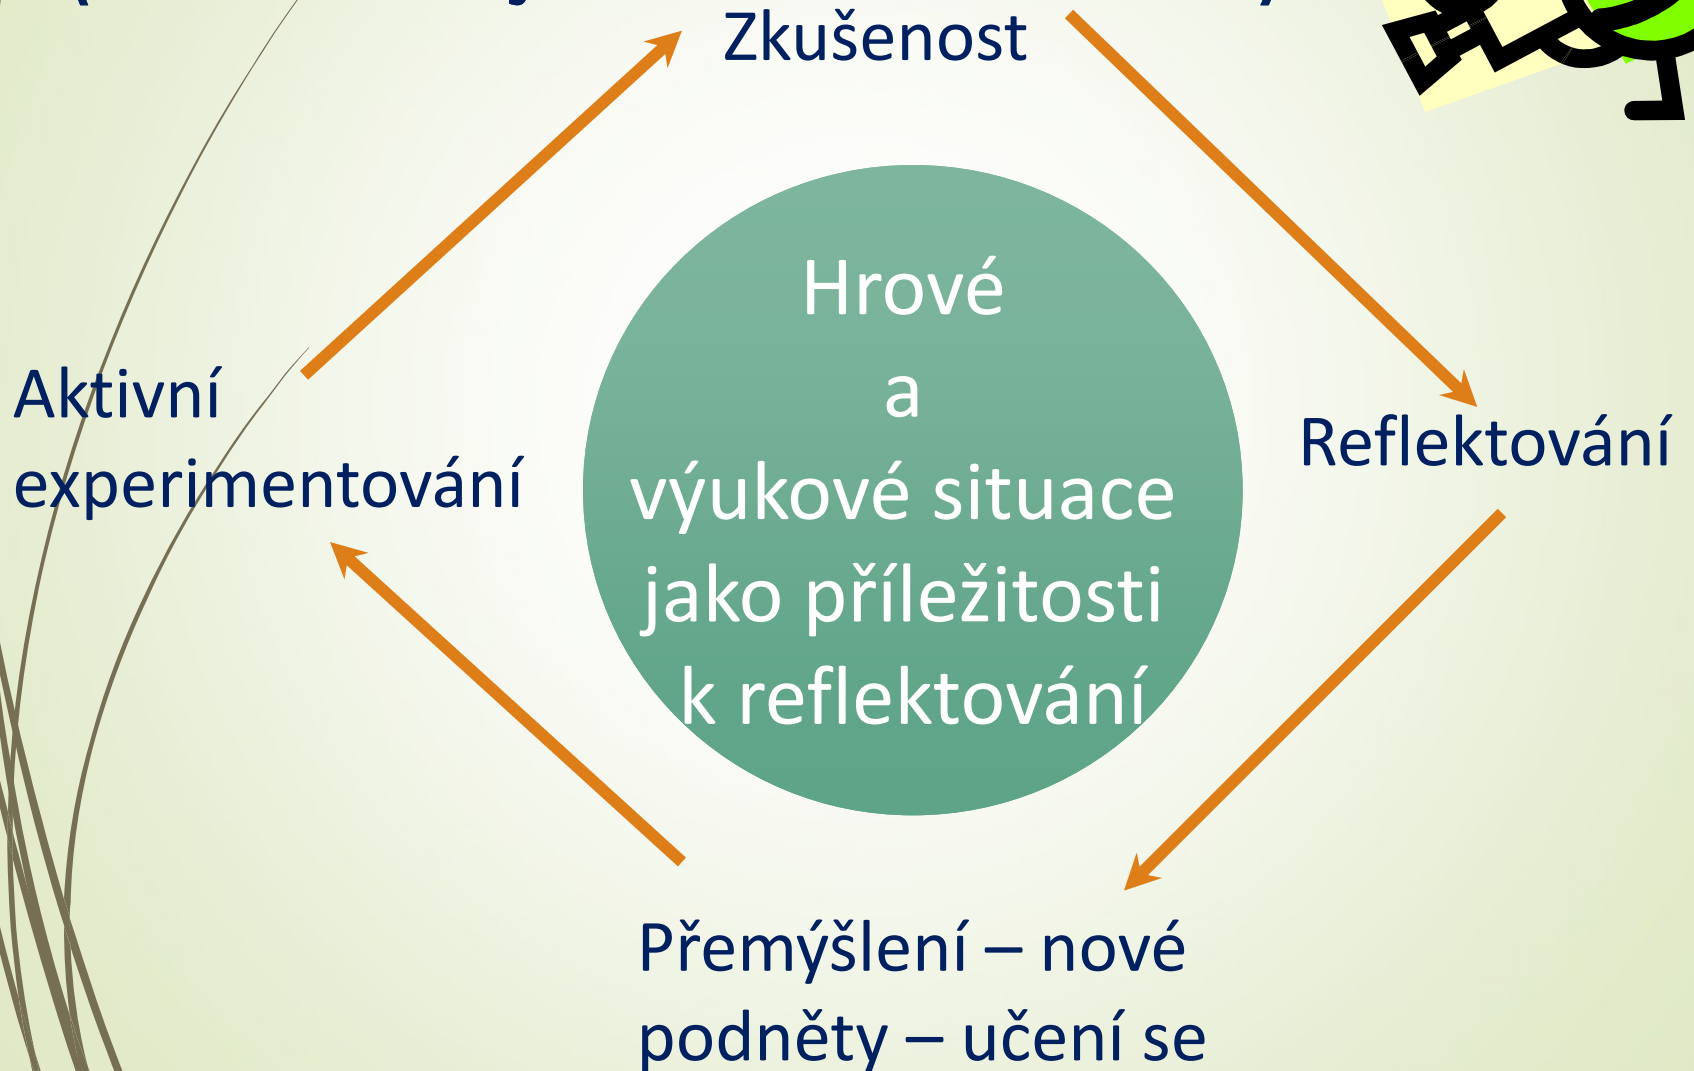 Zkušenost
Aktivní
experimentování
Hrové
a
výukové situace
jako příležitosti
k reflektování
Reflektování
Přemýšlení – nové
podněty – učení se